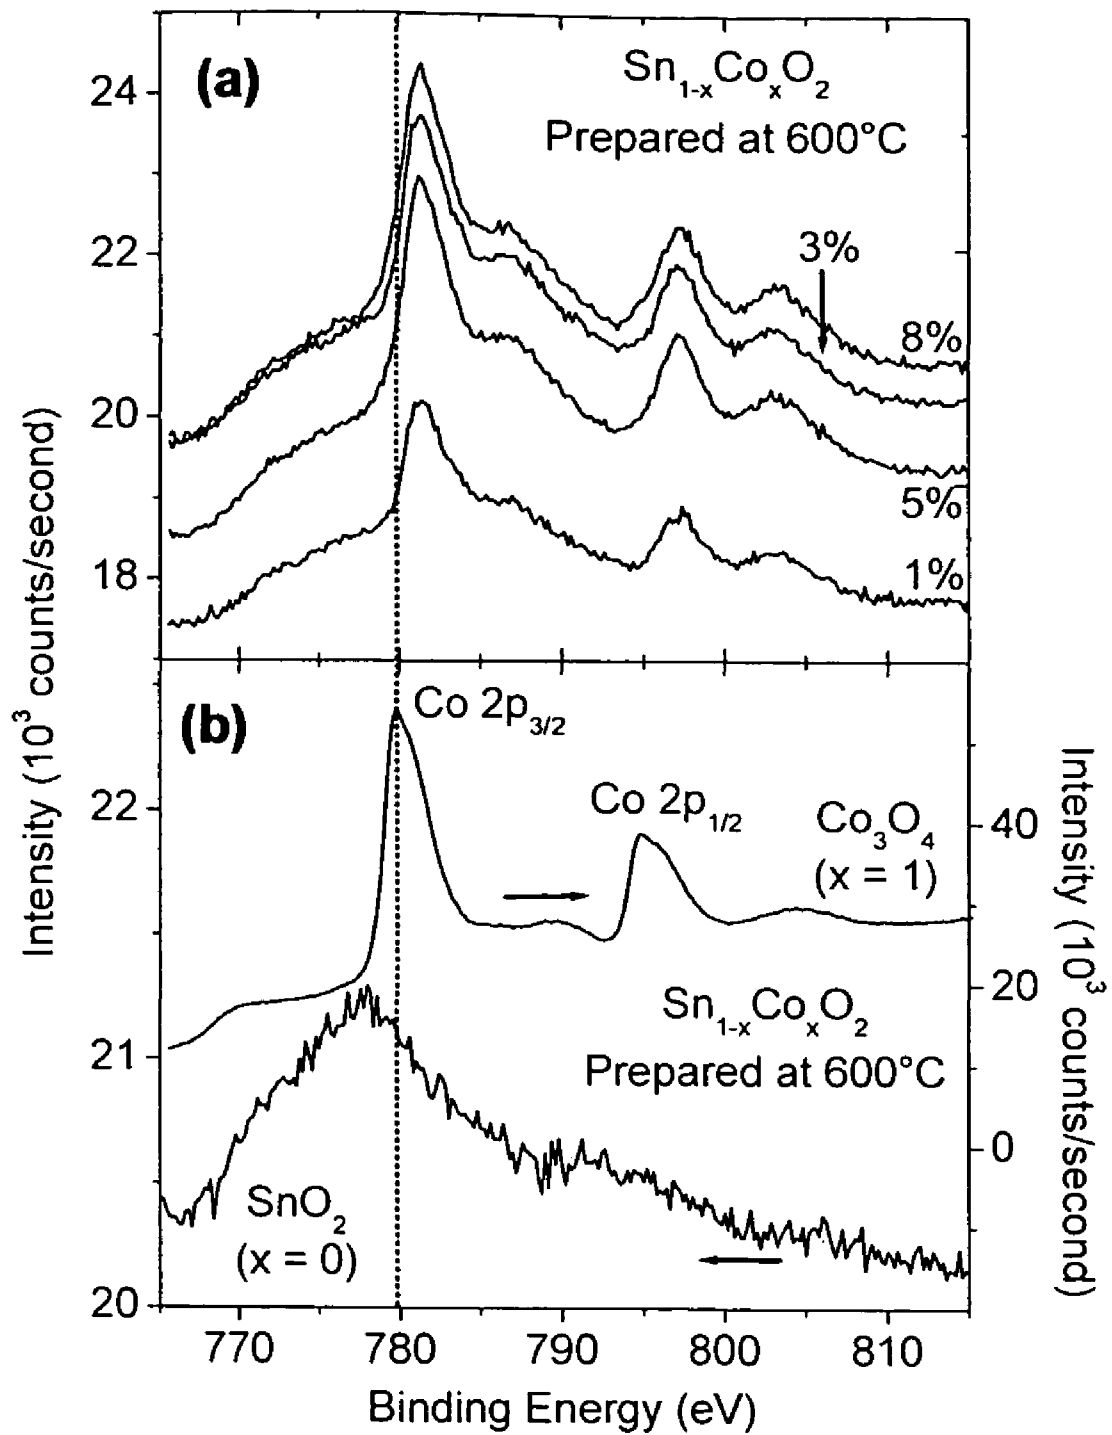 (a)
Sn1-xCoxO2
Prepared at 600°C
24
22
20
18
3%
8%
5%
1%
Intensity (10³ counts/second)
(b)
Co 2p3/2
Co 2p1/2
Co3O4
(x = 1)
22
21
20
40
20
0
Intensity (10³ counts/second)
Sn1-xCoxO2
Prepared at 600°C
SnO2
(x = 0)
770 780 790 800 810
Binding Energy (eV)